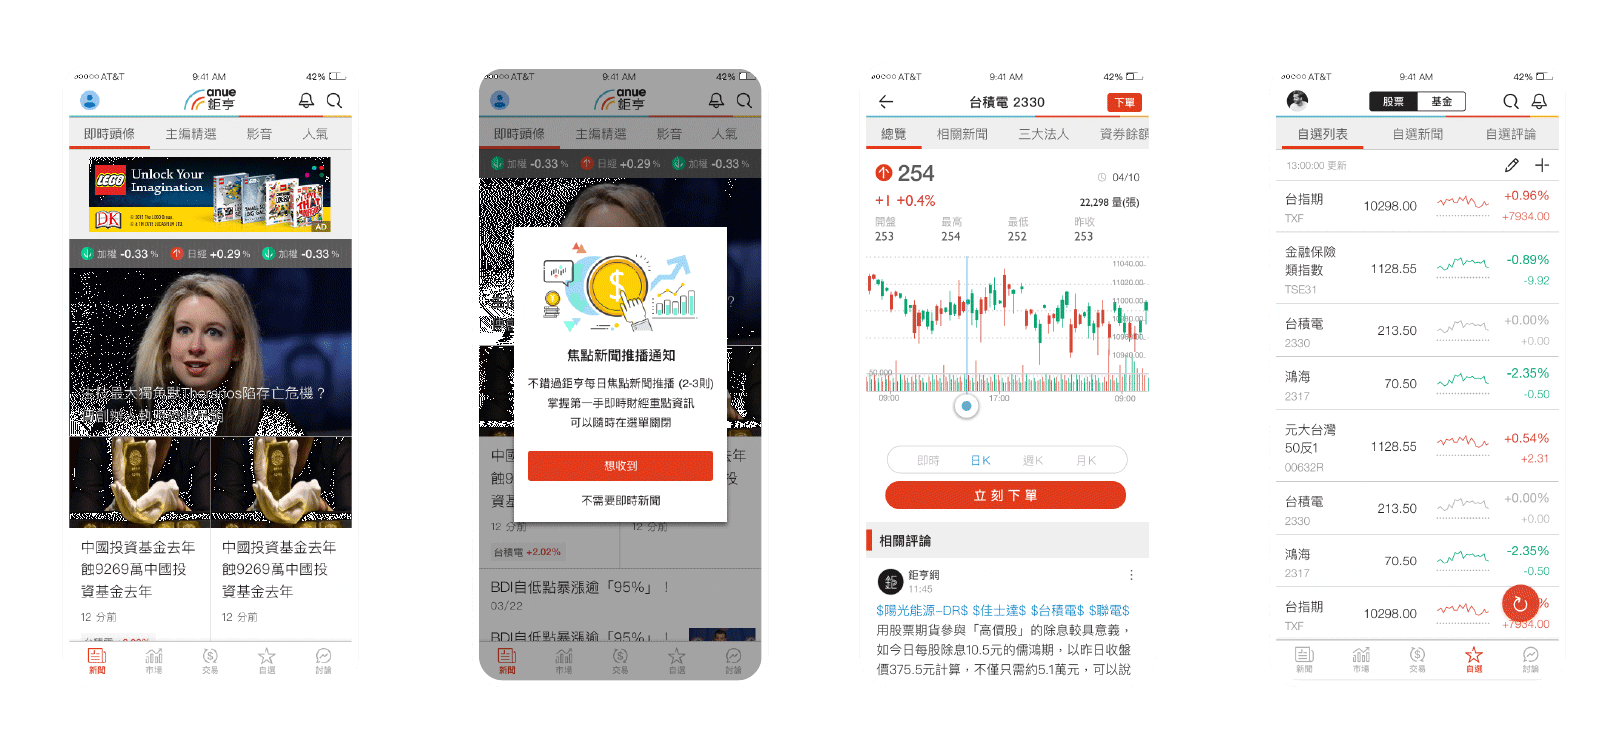 AT&T 9:41 AM 42%
anue
鉅亨
即時頭條 主編精選 影音 人氣
LEGO
Unlock Your
Imagination
DK
AD
加權 -0.33 % 日經 +0.29 % 加權 -0.33 %
陷存亡危機？
中國投資基金去年
蝕9269萬中國投
資基金去年
12 分前
中國投資基金去年
蝕9269萬中國投
資基金去年
12 分前
新聞 市場 交易 自選 討論
AT&T 9:41 AM 42%
anue
鉅亨
即時頭條 主編精選 影音 人氣
加權 -0.33 % 日經 +0.29 % 加權 -0.33 %
焦點新聞推播通知
不錯過鉅亨每日焦點新聞推播 (2-3則)
掌握第一手即時財經重點資訊
可以隨時在選單關閉
想收到
不需要即時新聞
12 分前 12 分前
台積電 +2.02%
BDI自低點暴漲逾「95%」！
03/22
BDI自低點暴漲逾「95%」！
新聞 市場 交易 自選 討論
AT&T 9:41 AM 42%
台積電 2330
下單
總覽 相關新聞 三大法人 資券餘額
254
04/10
+1 +0.4%
22,298 量(張)
開盤 最高 最低 昨收
253 254 252 253
11040.00
11020.00
11000.00
10940.00
50,000
09:00 17:00 09:00
即時 日K 週K 月K
立刻下單
相關評論
鉅亨網
11:45
$陽光能源-DR$ $佳士達$ $台積電$ $聯電$
用股票期貨參與「高價股」的除息較具意義，
如今日每股除息10.5元的儒鴻期，以昨日收盤
價375.5元計算，不僅只需約5.1萬元，可以說
AT&T 9:41 AM 42%
股票 基金
自選列表 自選新聞 自選評論
13:00:00 更新
台指期 10298.00 +0.96%
TXF +7934.00
金融保險
類指數 1128.55 -0.89%
TSE31 -9.92
台積電 213.50 +0.00%
2330 +0.00
鴻海 70.50 -2.35%
2317 -0.50
元大台灣
50反1 1128.55 +0.54%
00632R +2.31
台積電 213.50 +0.00%
2330 +0.00
鴻海 70.50 -2.35%
2317 -0.50
台指期 10298.00 %
TXF +7934.00
新聞 市場 交易 自選 討論